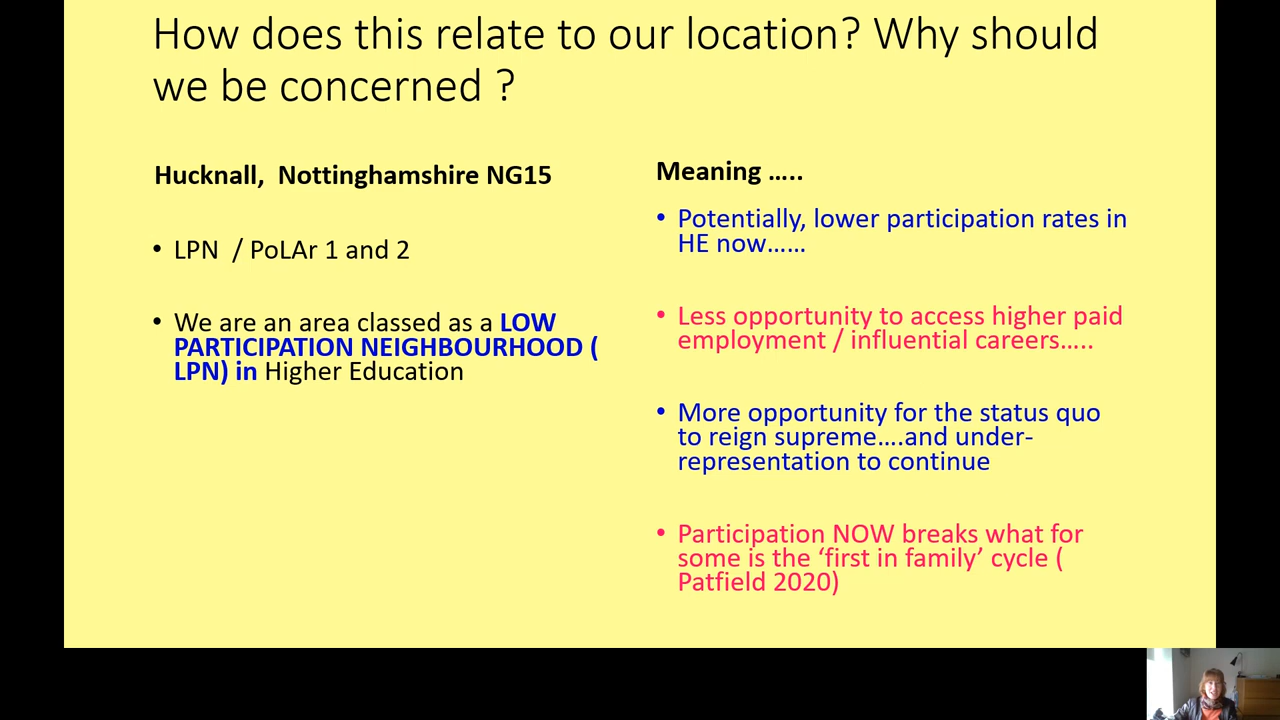 How does this relate to our location? Why should
we be concerned ?
Hucknall, Nottinghamshire NG15
• LPN / PoLAr 1 and 2
• We are an area classed as a LOW
PARTICIPATION NEIGHBOURHOOD (
LPN) in Higher Education
Meaning …..
• Potentially, lower participation rates in
HE now……
• Less opportunity to access higher paid
employment / influential careers…..
• More opportunity for the status quo
to reign supreme….and under-
representation to continue
• Participation NOW breaks what for
some is the ‘first in family’ cycle (
Patfield 2020)